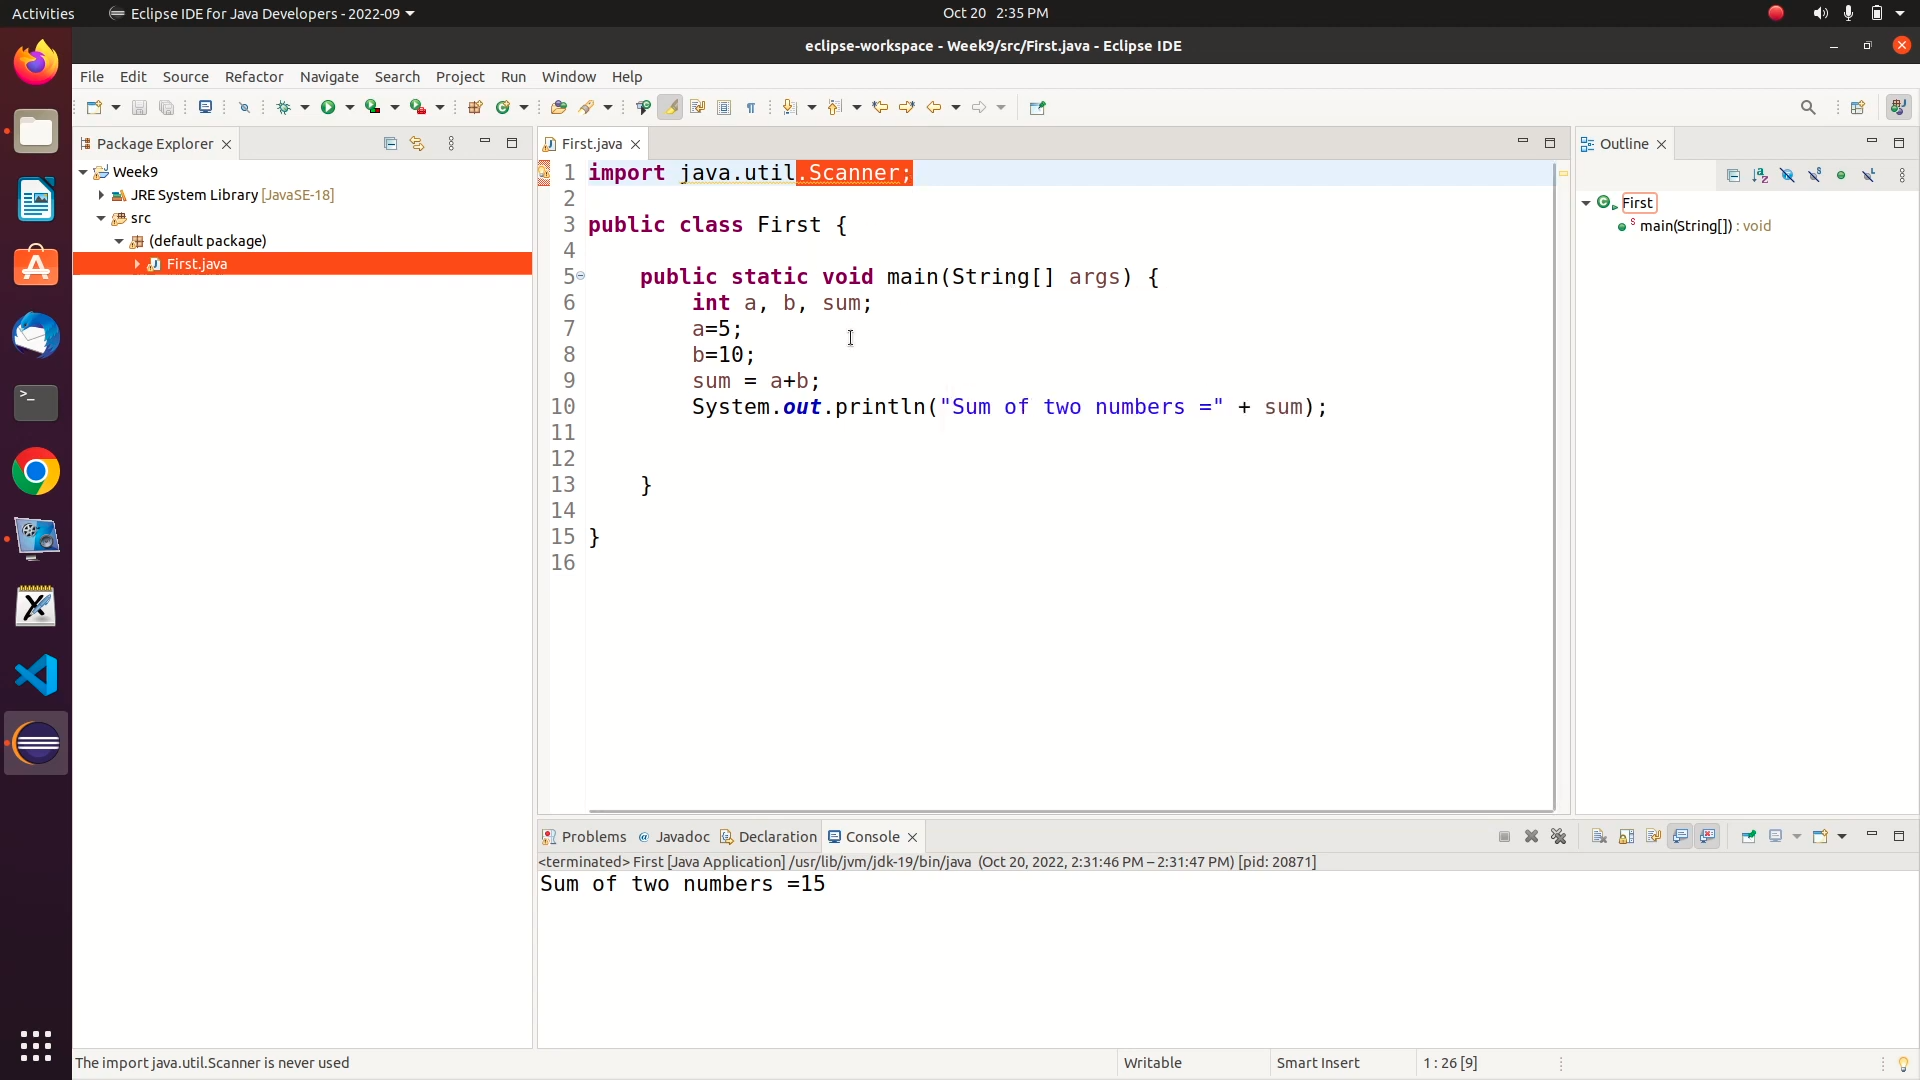 Activities
Eclipse IDE for Java Developers - 2022-09
Oct 20 2:35 PM
eclipse-workspace - Week9/src/First.java - Eclipse IDE
File Edit Source Refactor Navigate Search Project Run Window Help
Package Explorer
First.java
Outline
Week9
JRE System Library [JavaSE-18]
src
(default package)
First.java
1 import java.util.Scanner;
2
3 public class First {
4
5 public static void main(String[] args) {
6 int a, b, sum;
7 a=5;
8 b=10;
9 sum = a+b;
10 System.out.println("Sum of two numbers =" + sum);
11
12
13 }
14
15 }
16
First
main(String[]) : void
Problems Javadoc Declaration Console
<terminated> First [Java Application] /usr/lib/jvm/jdk-19/bin/java (Oct 20, 2022, 2:31:46 PM – 2:31:47 PM) [pid: 20871]
Sum of two numbers =15
The import java.util.Scanner is never used
Writable
Smart Insert
1 : 26 [9]